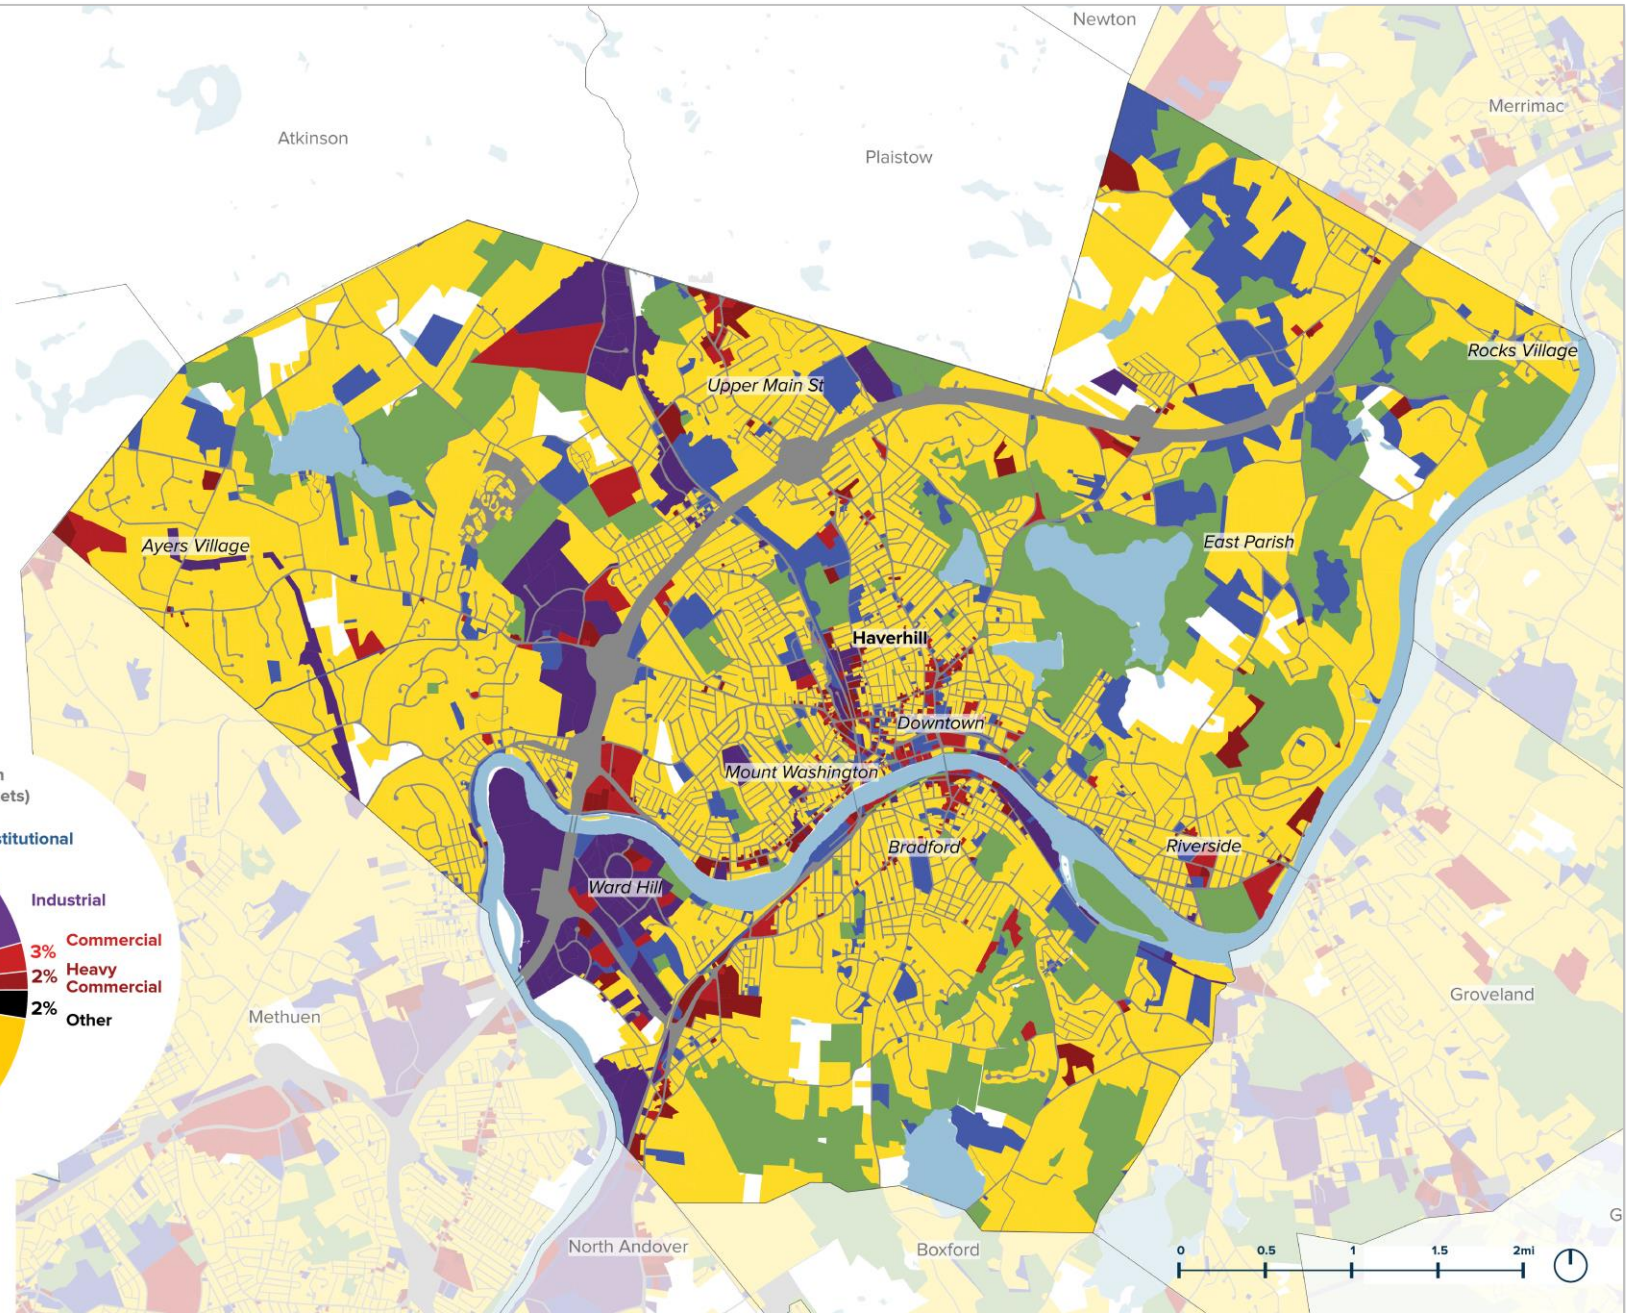 Newton
Merrimac
Atkinson
Plaistow
Rocks Village
Upper Main St
Ayers Village
East Parish
Haverhill
Downtown
Mount Washington
Bradford
Riverside
Ward Hill
ets)
stitutional
Industrial
3%
Commercial
2%
Heavy
Commercial
2%
Other
Methuen
Groveland
North Andover
Boxford
G
0 0.5 1 1.5 2mi